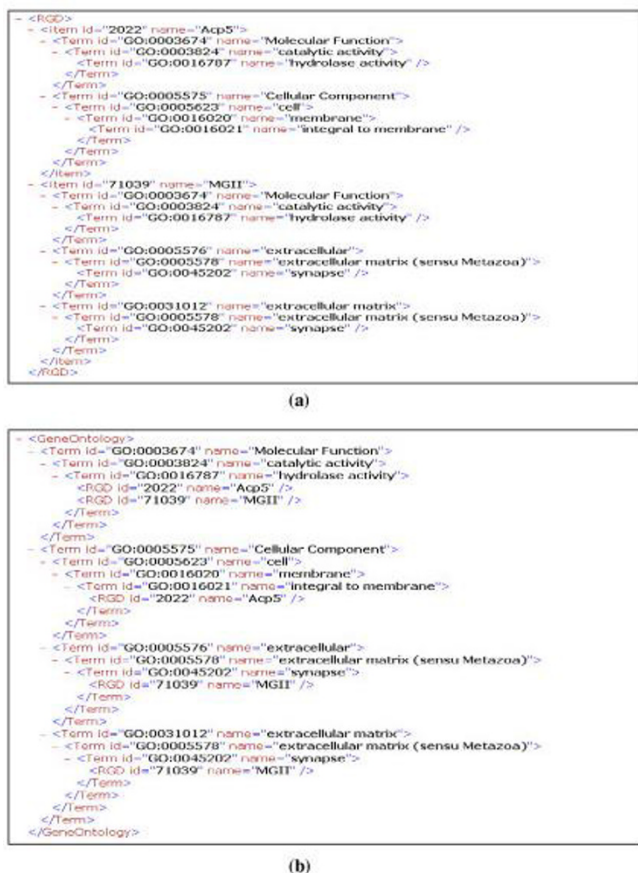 - <RGD>
- <item id="2022" name="Acp5">
- <Term id="GO:0003674" name="Molecular Function">
- <Term id="GO:0003824" name="catalytic activity">
<Term id="GO:0016787" name="hydrolase activity" />
</Term>
</Term>
- <Term id="GO:0005575" name="Cellular Component">
- <Term id="GO:0005623" name="cell">
- <Term id="GO:0016020" name="membrane">
<Term id="GO:0016021" name="integral to membrane" />
</Term>
</Term>
</Term>
</item>
- <item id="71039" name="MGII">
- <Term id="GO:0003674" name="Molecular Function">
- <Term id="GO:0003824" name="catalytic activity">
<Term id="GO:0016787" name="hydrolase activity" />
</Term>
</Term>
- <Term id="GO:0005576" name="extracellular">
- <Term id="GO:0005578" name="extracellular matrix (sensu Metazoa)">
<Term id="GO:0045202" name="synapse" />
</Term>
</Term>
- <Term id="GO:0031012" name="extracellular matrix">
- <Term id="GO:0005578" name="extracellular matrix (sensu Metazoa)">
<Term id="GO:0045202" name="synapse" />
</Term>
</Term>
</item>
</RGD>
(a)
- <GeneOntology>
- <Term id="GO:0003674" name="Molecular Function">
- <Term id="GO:0003824" name="catalytic activity">
- <Term id="GO:0016787" name="hydrolase activity">
<RGD id="2022" name="Acp5" />
<RGD id="71039" name="MGII" />
</Term>
</Term>
</Term>
- <Term id="GO:0005575" name="Cellular Component">
- <Term id="GO:0005623" name="cell">
- <Term id="GO:0016020" name="membrane">
- <Term id="GO:0016021" name="integral to membrane">
<RGD id="2022" name="Acp5" />
</Term>
</Term>
</Term>
- <Term id="GO:0005576" name="extracellular">
- <Term id="GO:0005578" name="extracellular matrix (sensu Metazoa)">
- <Term id="GO:0045202" name="synapse">
<RGD id="71039" name="MGII" />
</Term>
</Term>
</Term>
- <Term id="GO:0031012" name="extracellular matrix">
- <Term id="GO:0005578" name="extracellular matrix (sensu Metazoa)">
- <Term id="GO:0045202" name="synapse">
<RGD id="71039" name="MGII" />
</Term>
</Term>
</Term>
</Term>
</GeneOntology>
(b)